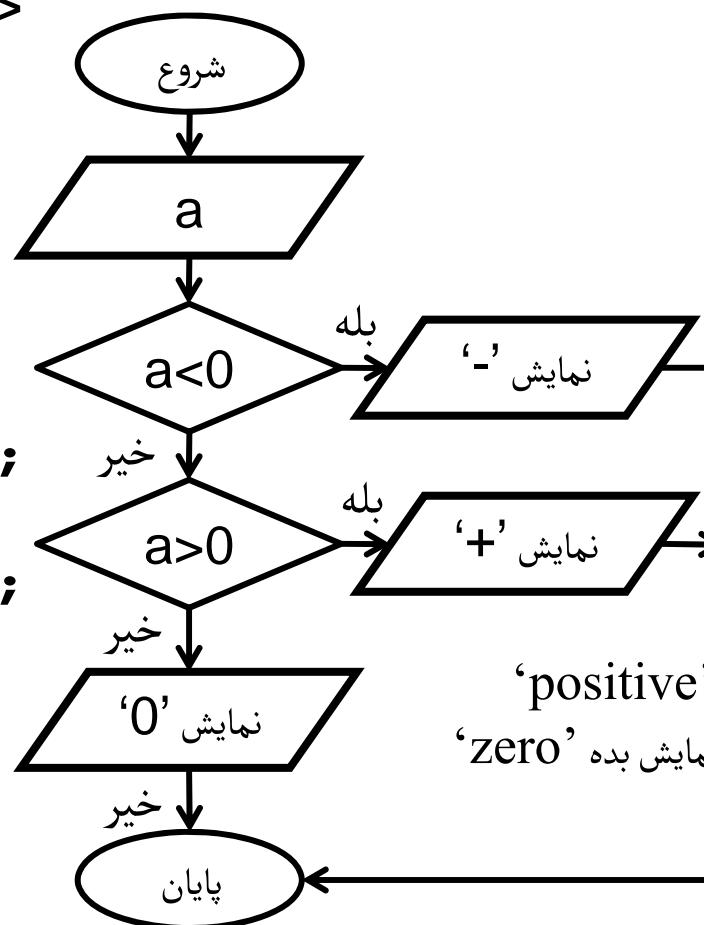 >
شروع
a
بله
a<0
نمایش ’-‘
خیر
;
بله
a>0
نمایش ’+‘
;
خیر
‘positive’
نمایش ’0‘
نمایش بده ’zero‘
خیر
پایان